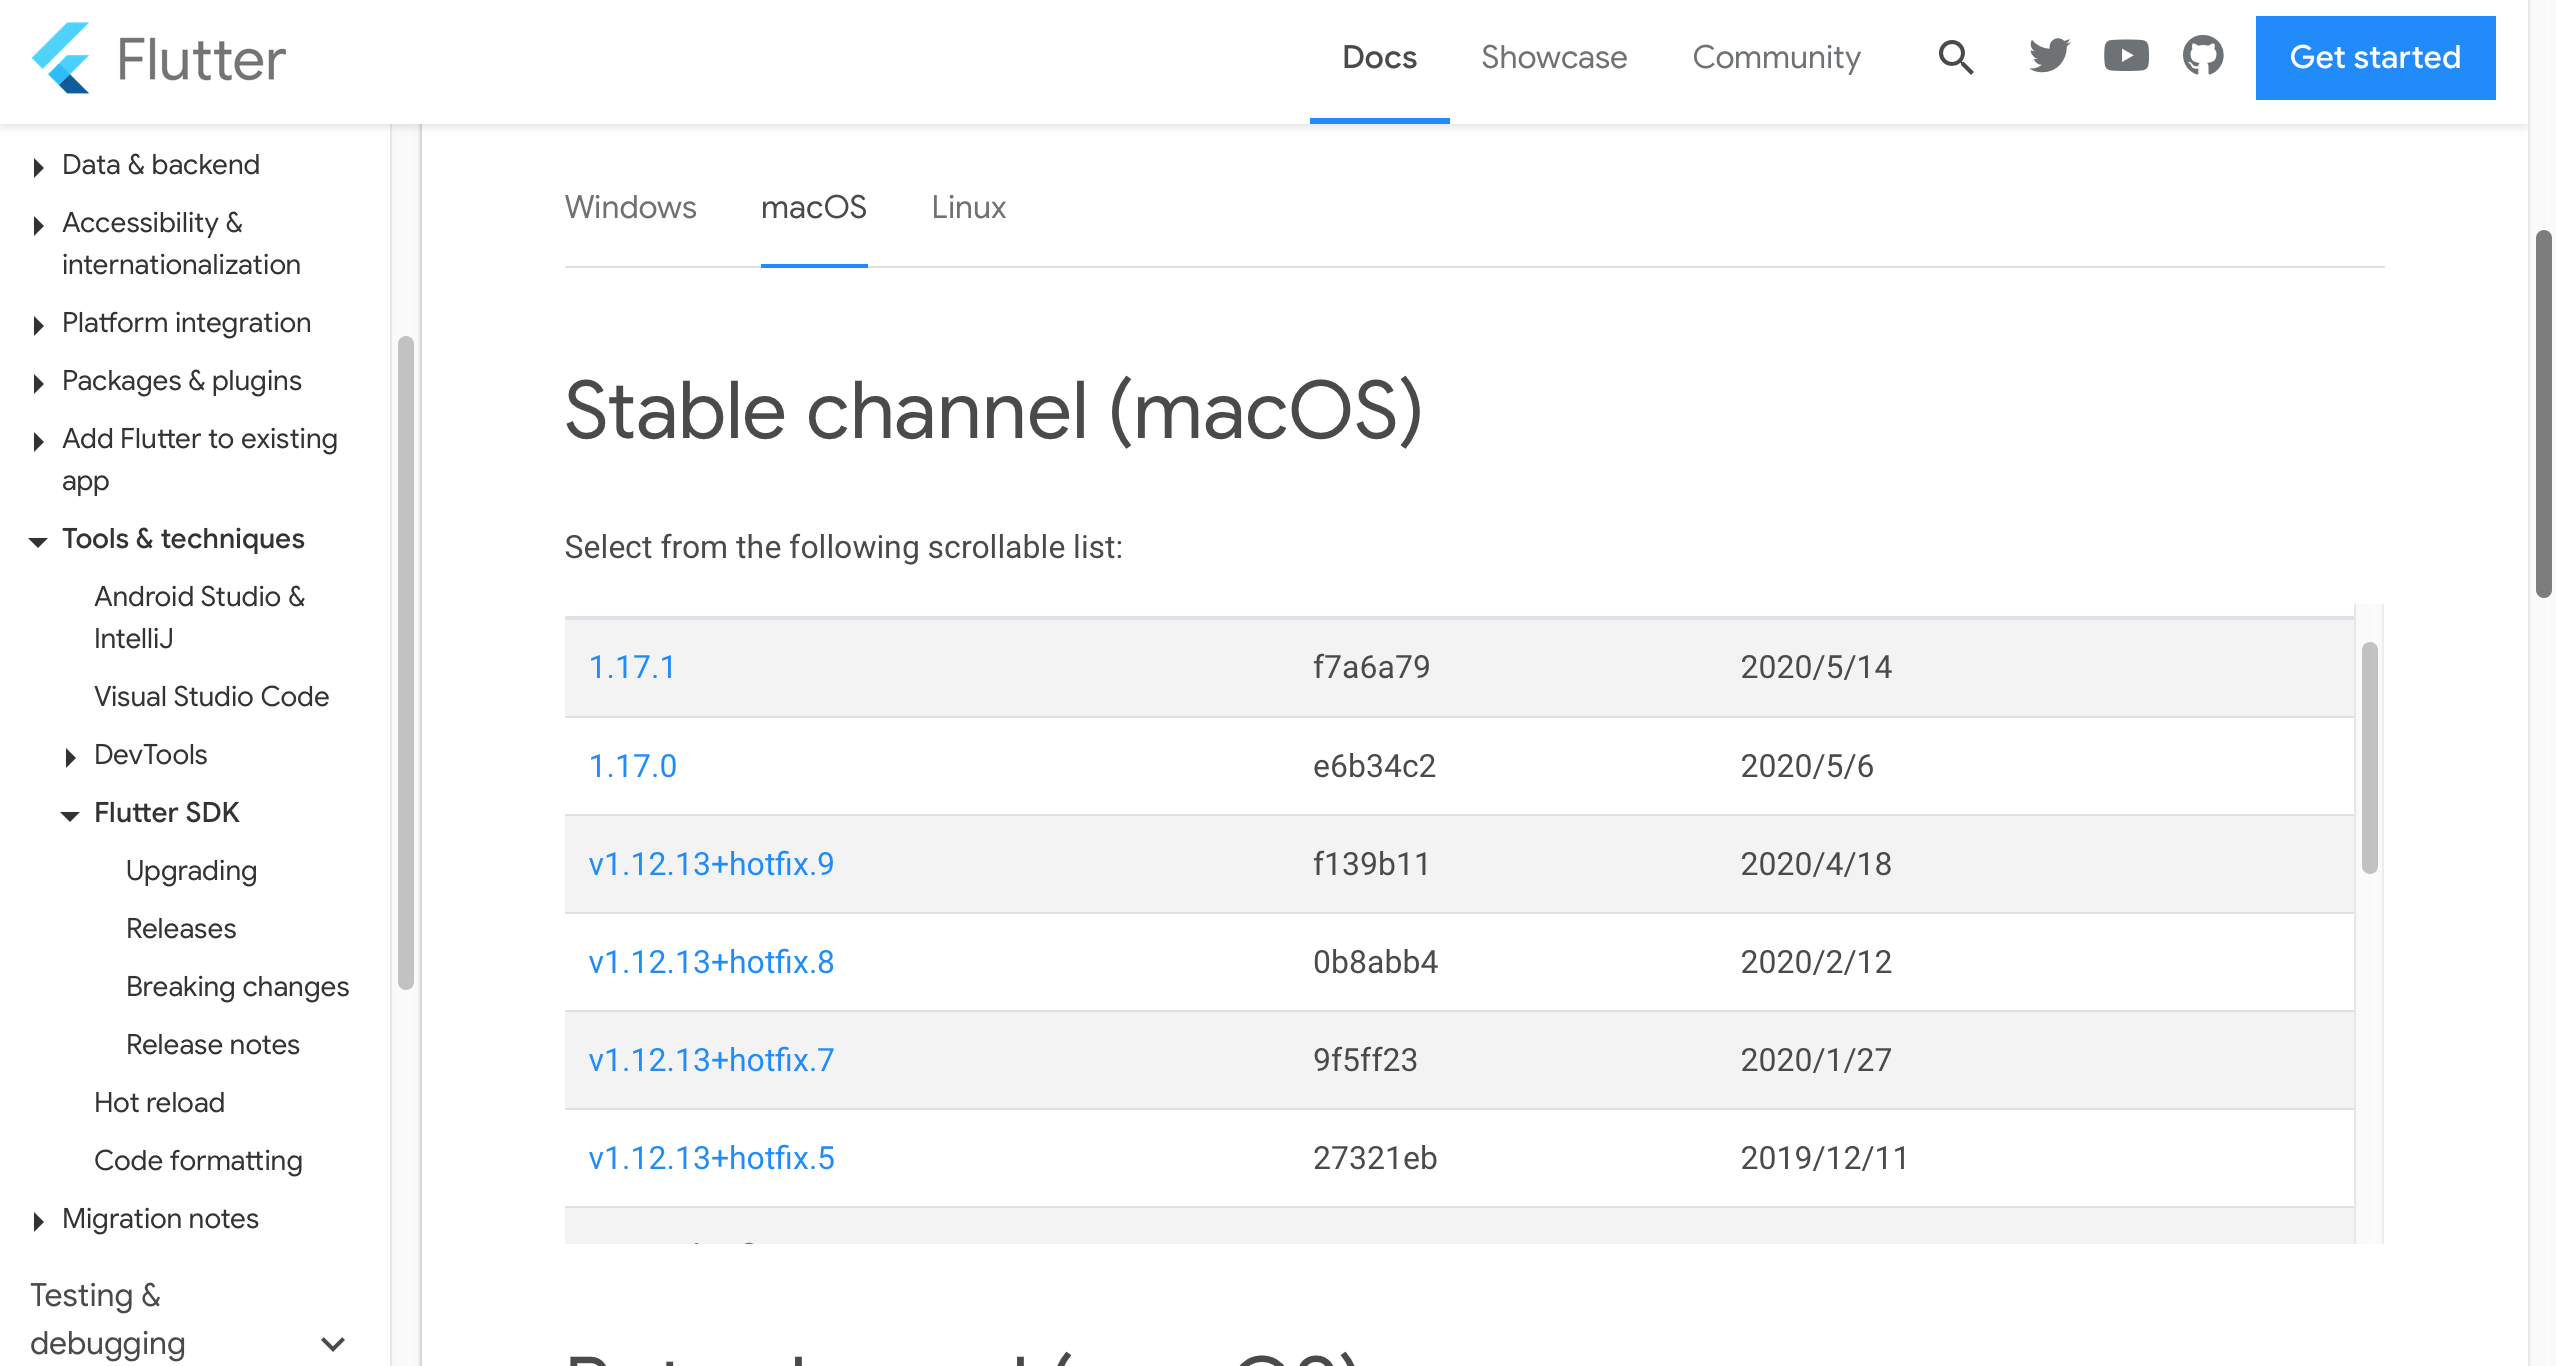 Flutter
Docs
Showcase
Community
Get started
Data & backend
Accessibility &
internationalization
Platform integration
Packages & plugins
Add Flutter to existing
app
Tools & techniques
Android Studio &
IntelliJ
Visual Studio Code
DevTools
Flutter SDK
Upgrading
Releases
Breaking changes
Release notes
Hot reload
Code formatting
Migration notes
Testing &
debugging
Windows macOS Linux
Stable channel (macOS)
Select from the following scrollable list:
1.17.1 f7a6a79 2020/5/14
1.17.0 e6b34c2 2020/5/6
v1.12.13+hotfix.9 f139b11 2020/4/18
v1.12.13+hotfix.8 0b8abb4 2020/2/12
v1.12.13+hotfix.7 9f5ff23 2020/1/27
v1.12.13+hotfix.5 27321eb 2019/12/11